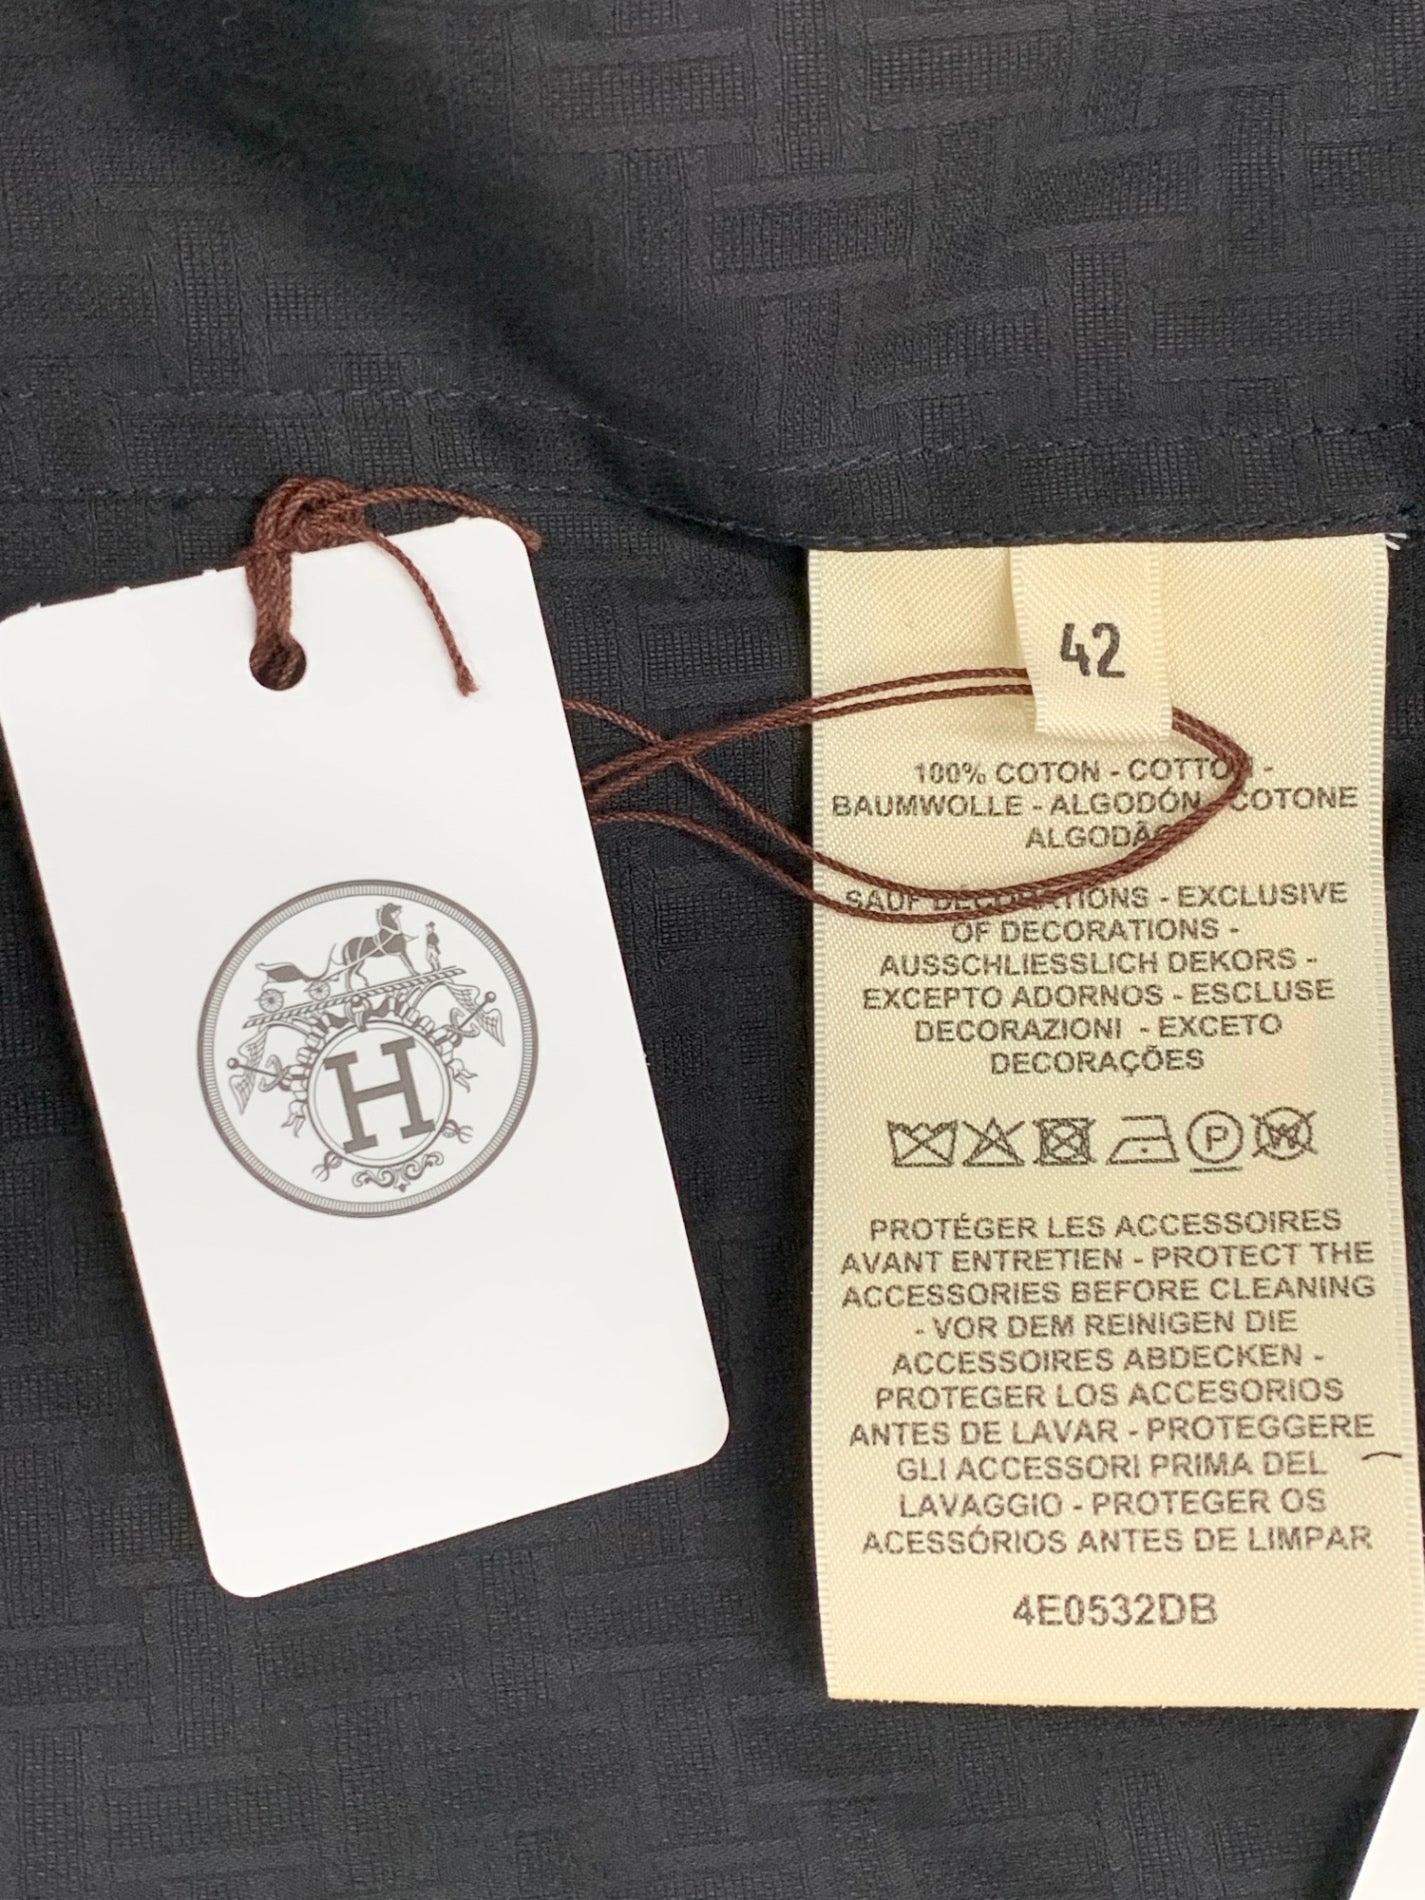 H
42
100% COTON - COTTON -
BAUMWOLLE - ALGODÓN - COTONE
ALGODÃO
SAUF DÉCORATIONS - EXCLUSIVE
OF DECORATIONS -
AUSSCHLIESSLICH DEKORS -
EXCEPTO ADORNOS - ESCLUSE
DECORAZIONI - EXCETO
DECORAÇÕES
P W
PROTÉGER LES ACCESSOIRES
AVANT ENTRETIEN - PROTECT THE
ACCESSORIES BEFORE CLEANING
- VOR DEM REINIGEN DIE
ACCESSOIRES ABDECKEN -
PROTEGER LOS ACCESORIOS
ANTES DE LAVAR - PROTEGGERE
GLI ACCESSORI PRIMA DEL
LAVAGGIO - PROTEGER OS
ACESSÓRIOS ANTES DE LIMPAR
4E0532DB